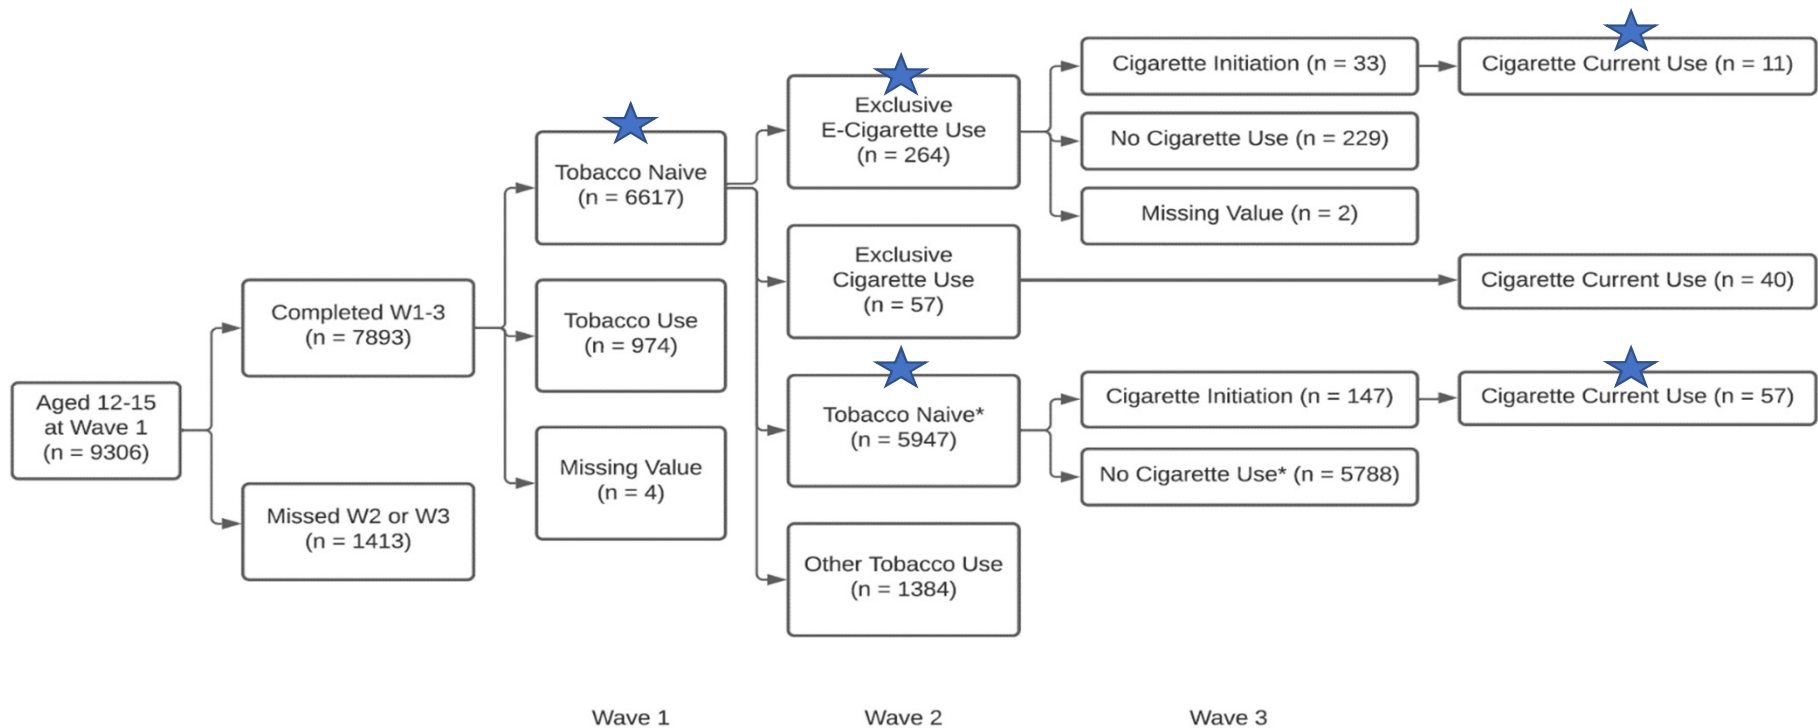 Aged 12-15
at Wave 1
(n = 9306)
Completed W1-3
(n = 7893)
Missed W2 or W3
(n = 1413)
Tobacco Naive
(n = 6617)
Tobacco Use
(n = 974)
Missing Value
(n = 4)
Exclusive
E-Cigarette Use
(n = 264)
Exclusive
Cigarette Use
(n = 57)
Tobacco Naive*
(n = 5947)
Other Tobacco Use
(n = 1384)
Cigarette Initiation (n = 33)
No Cigarette Use (n = 229)
Missing Value (n = 2)
Cigarette Initiation (n = 147)
No Cigarette Use* (n = 5788)
Cigarette Current Use (n = 11)
Cigarette Current Use (n = 40)
Cigarette Current Use (n = 57)
Wave 1
Wave 2
Wave 3